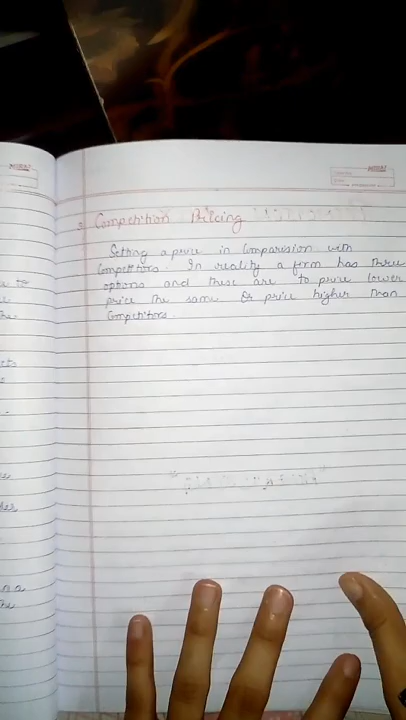 3. Competition Pricing
Setting a price in Comparision with
Competitors. In reality a firm has three
options and these are to price lower
price the same Or price higher than
Competitors.